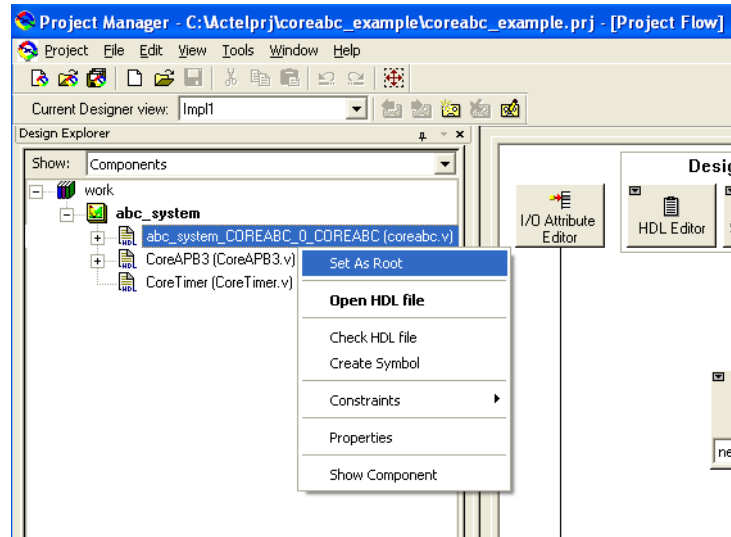 Project Manager - C:\Actelprj\coreabc_example\coreabc_example.prj - [Project Flow]
Project File Edit View Tools Window Help
Current Designer view: Impl1
Design Explorer
Show: Components
work
abc_system
abc_system_COREABC_0_COREABC (coreabc.v)
CoreAPB3 (CoreAPB3.v)
CoreTimer (CoreTimer.v)
Set As Root
Open HDL file
Check HDL file
Create Symbol
Constraints
Properties
Show Component
I/O Attribute
Editor
HDL Editor